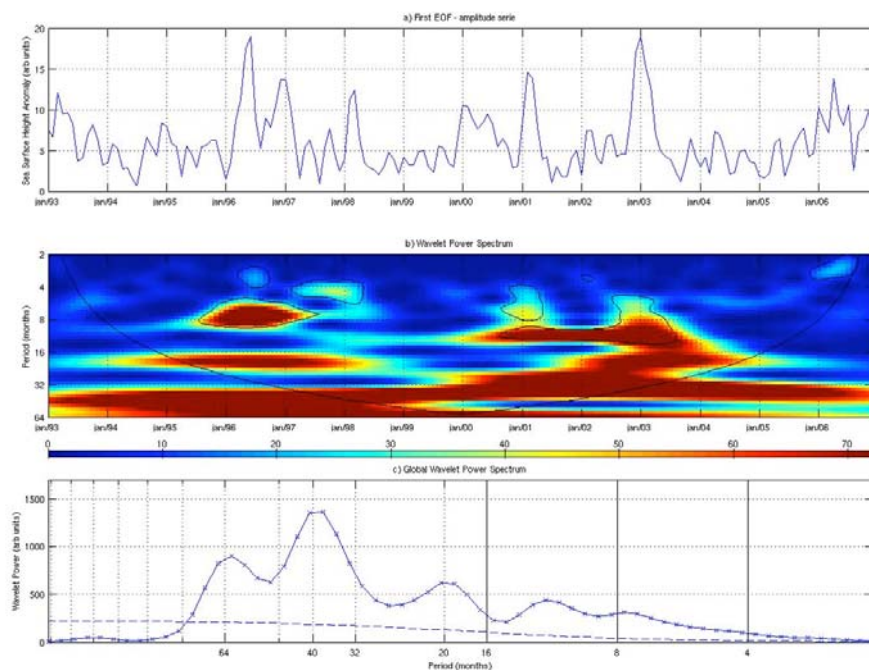 a) First EOF - amplitude serie
Sea Surface Height Anomaly (arb units)
20
15
10
5
0
jan/93 jan/94 jan/95 jan/96 jan/97 jan/98 jan/99 jan/00 jan/01 jan/02 jan/03 jan/04 jan/05 jan/06
b) Wavelet Power Spectrum
Period (months)
2
4
8
16
32
64
jan/93 jan/94 jan/95 jan/96 jan/97 jan/98 jan/99 jan/00 jan/01 jan/02 jan/03 jan/04 jan/05 jan/06
0 10 20 30 40 50 60 70
c) Global Wavelet Power Spectrum
Wavelet Power (arb units)
1500
1000
500
0
64 40 32 20 16 8 4
Period (months)